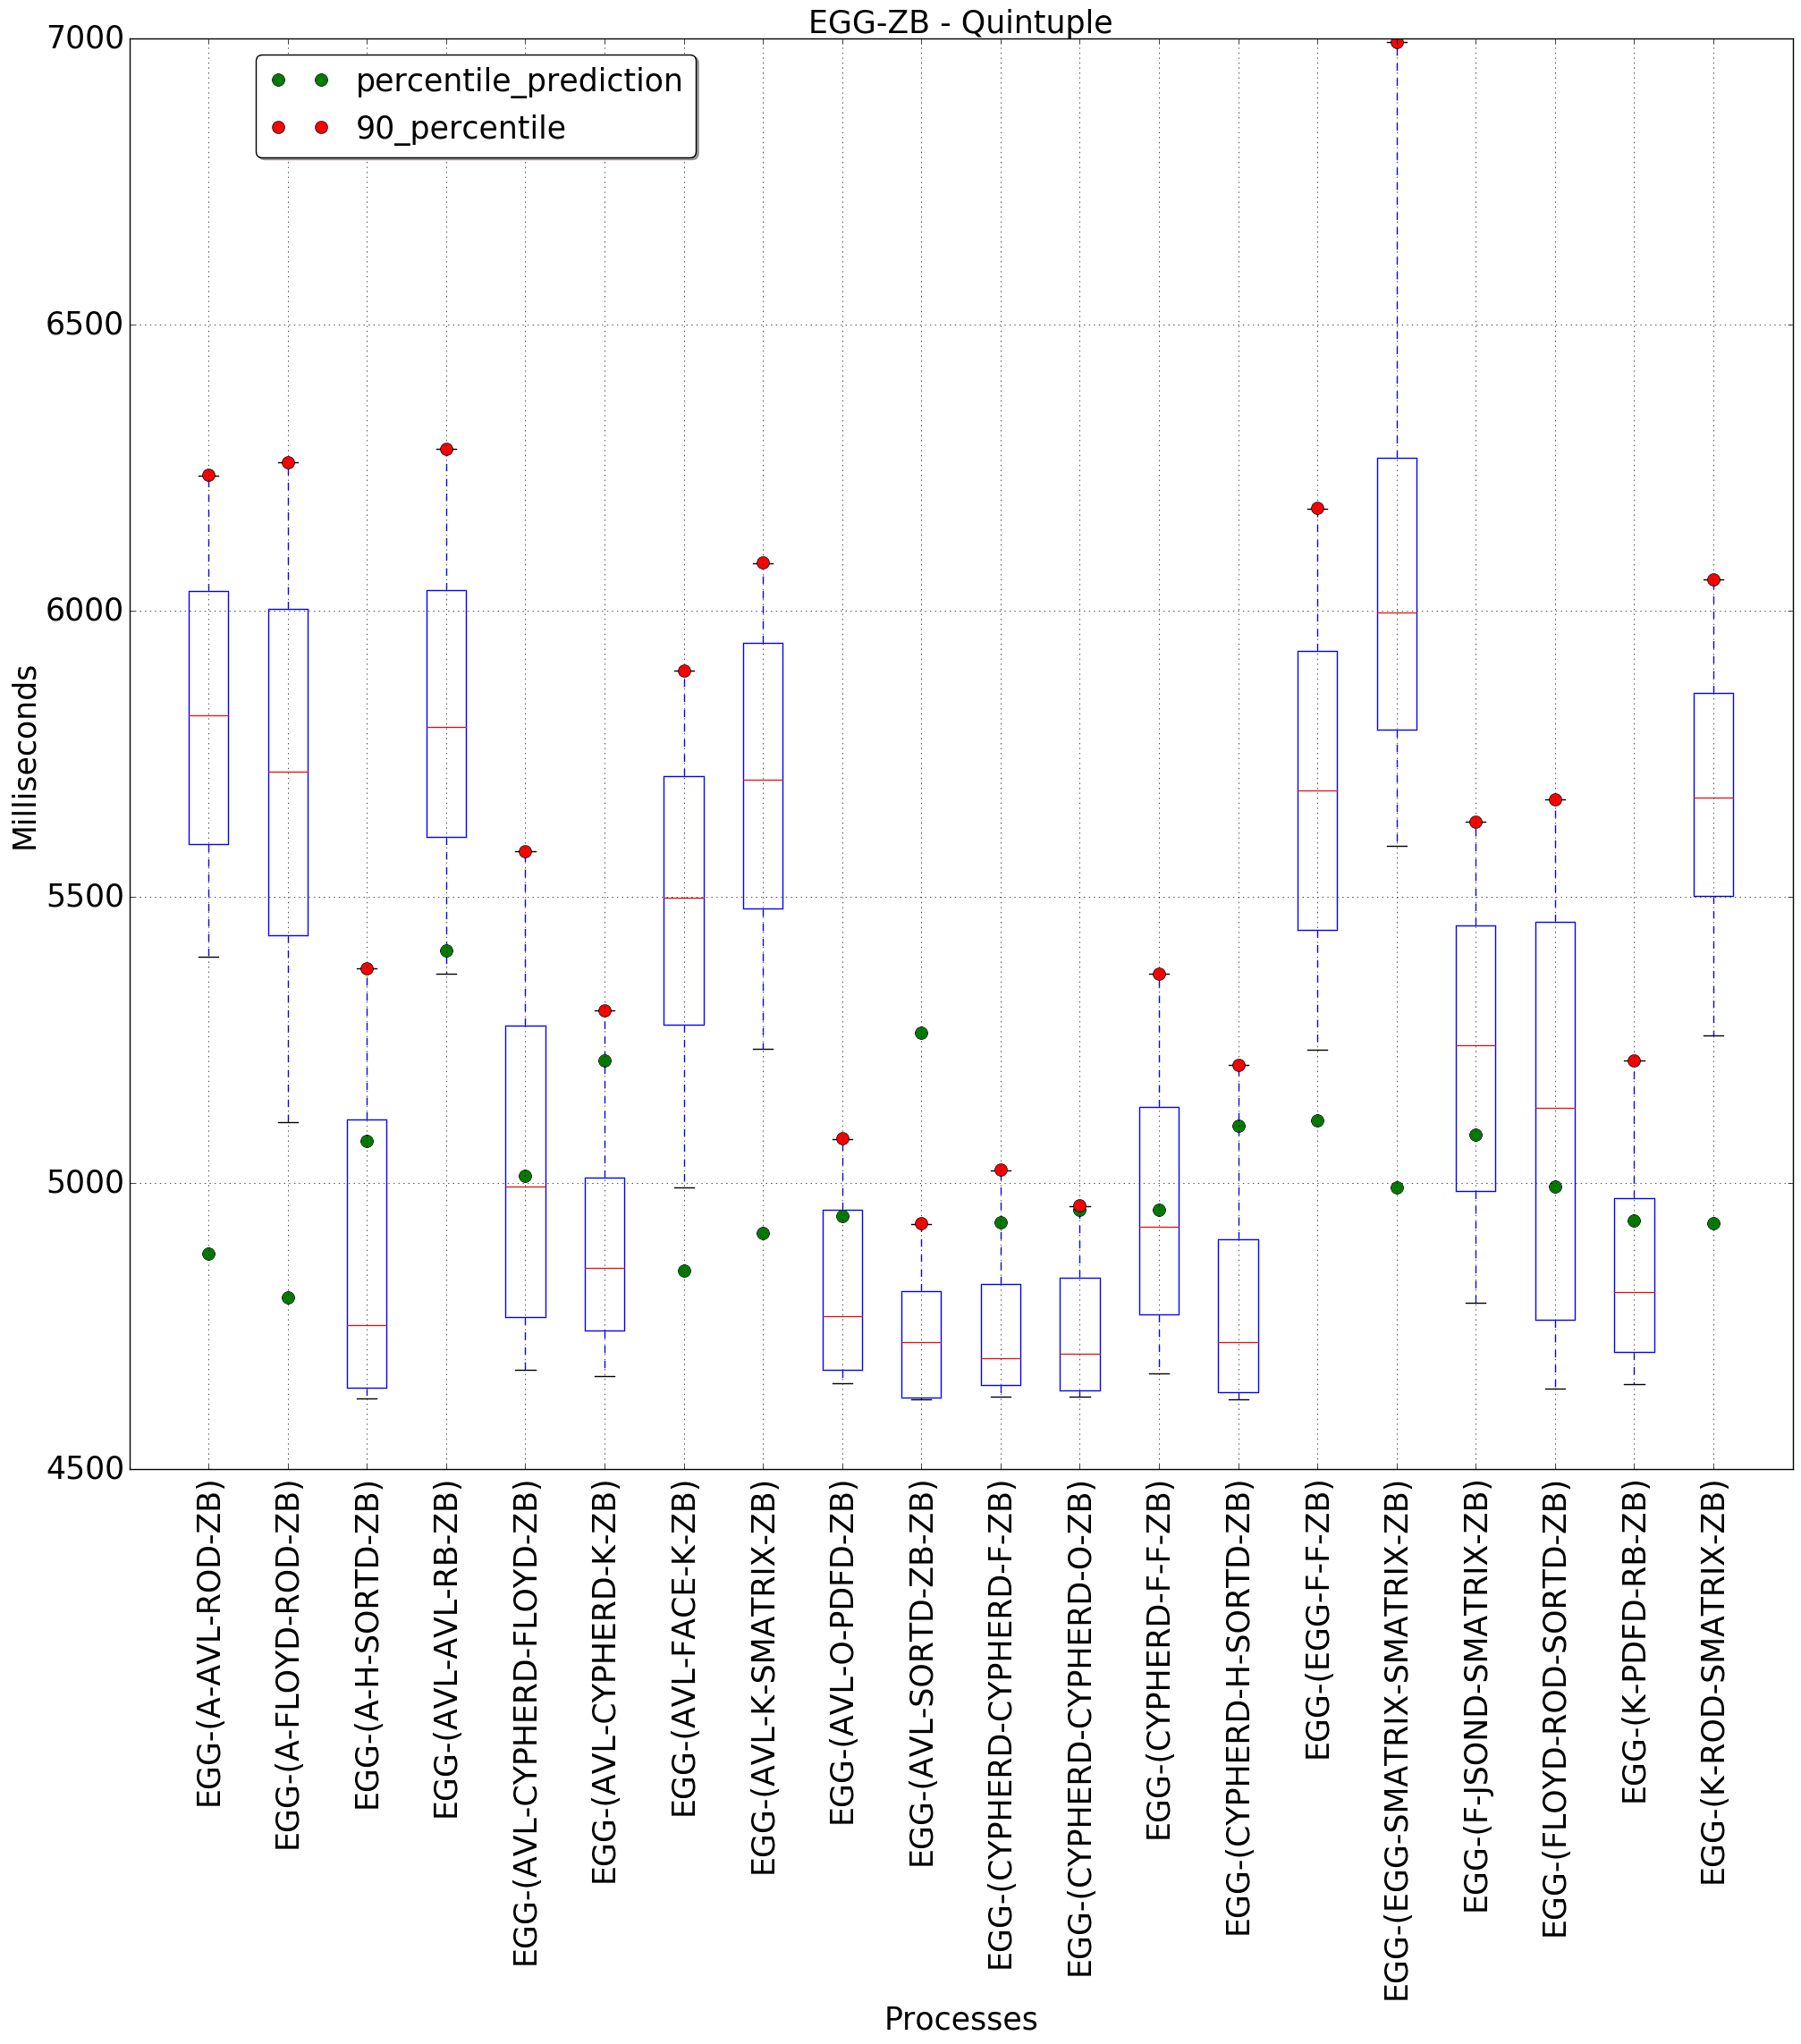 EGG-ZB - Quintuple
percentile_prediction
90_percentile
7000
6500
6000
5500
5000
4500
Milliseconds
EGG-(A-AVL-ROD-ZB)
EGG-(A-FLOYD-ROD-ZB)
EGG-(A-H-SORTD-ZB)
EGG-(AVL-AVL-RB-ZB)
EGG-(AVL-CYPHERD-FLOYD-ZB)
EGG-(AVL-CYPHERD-K-ZB)
EGG-(AVL-FACE-K-ZB)
EGG-(AVL-K-SMATRIX-ZB)
EGG-(AVL-O-PDFD-ZB)
EGG-(AVL-SORTD-ZB-ZB)
EGG-(CYPHERD-CYPHERD-F-ZB)
EGG-(CYPHERD-CYPHERD-O-ZB)
EGG-(CYPHERD-F-F-ZB)
EGG-(CYPHERD-H-SORTD-ZB)
EGG-(EGG-F-F-ZB)
EGG-(EGG-SMATRIX-SMATRIX-ZB)
EGG-(F-JSOND-SMATRIX-ZB)
EGG-(FLOYD-ROD-SORTD-ZB)
EGG-(K-PDFD-RB-ZB)
EGG-(K-ROD-SMATRIX-ZB)
Processes